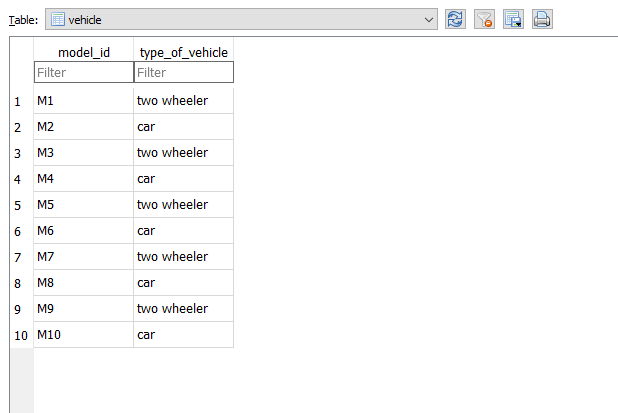 Table: vehicle
model_id type_of_vehicle
Filter Filter
1 M1 two wheeler
2 M2 car
3 M3 two wheeler
4 M4 car
5 M5 two wheeler
6 M6 car
7 M7 two wheeler
8 M8 car
9 M9 two wheeler
10 M10 car